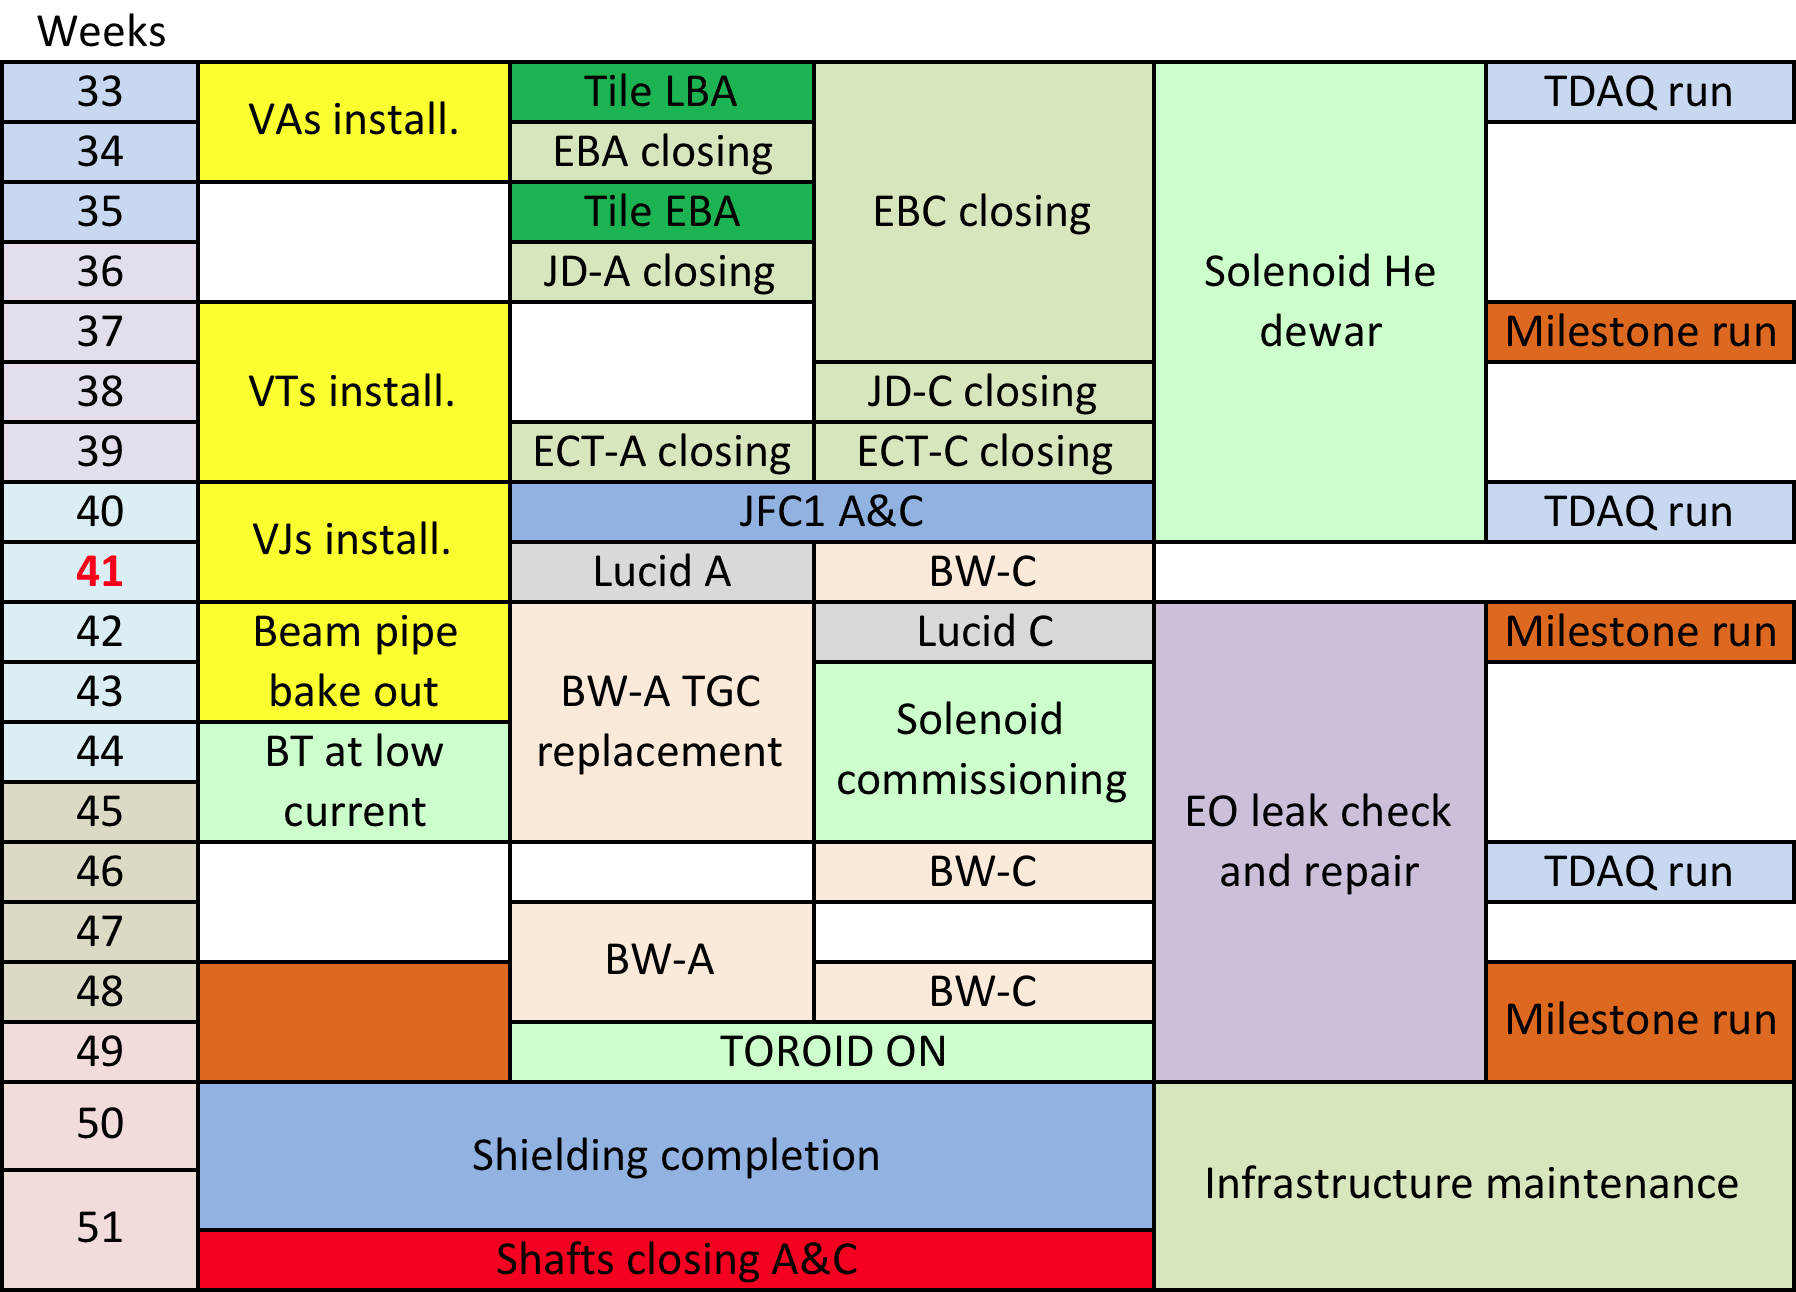 Weeks
33
VAs install.
Tile LBA
EBC closing
Solenoid He
dewar
TDAQ run
34
EBA closing
35
Tile EBA
36
JD-A closing
37
VTs install.
Milestone run
38
JD-C closing
39
ECT-A closing
ECT-C closing
40
VJs install.
JFC1 A&C
TDAQ run
41
Lucid A
BW-C
42
Beam pipe
bake out
BW-A TGC
replacement
Lucid C
EO leak check
and repair
Milestone run
43
Solenoid
commissioning
44
BT at low
current
45
46
BW-C
TDAQ run
47
BW-A
48
BW-C
Milestone run
49
TOROID ON
50
Shielding completion
Infrastructure maintenance
51
Shafts closing A&C